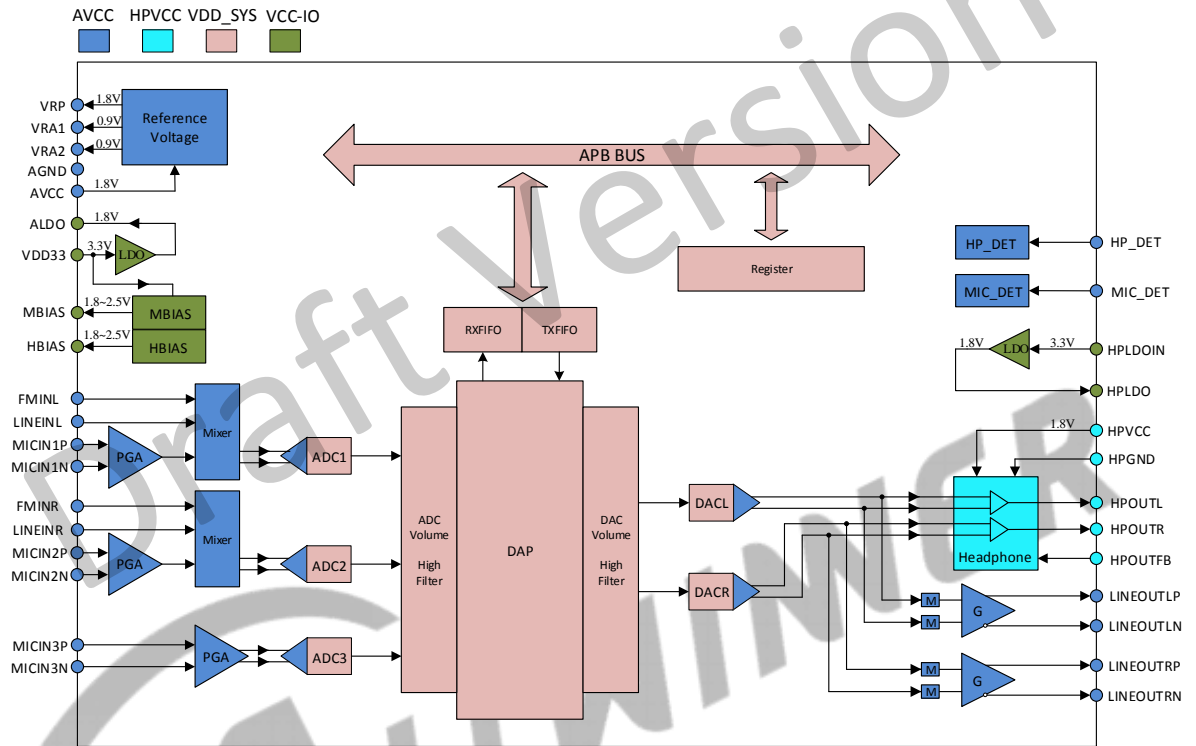 AVCC HPVCC VDD_SYS VCC-IO
VRP
1.8V
VRA1
0.9V
VRA2
0.9V
AGND
AVCC
1.8V
Reference
Voltage
ALDO
1.8V
VDD33
3.3V
LDO
MBIAS
1.8~2.5V
MBIAS
HBIAS
1.8~2.5V
HBIAS
APB BUS
Register
RXFIFO
TXFIFO
HP_DET
HP_DET
MIC_DET
MIC_DET
1.8V
LDO
3.3V
HPLDOIN
HPLDO
1.8V
HPVCC
HPGND
FMINL
LINEINL
MICIN1P
MICIN1N
PGA
Mixer
ADC1
FMINR
LINEINR
MICIN2P
MICIN2N
PGA
Mixer
ADC2
MICIN3P
MICIN3N
PGA
ADC3
ADC
Volume
High
Filter
DAP
DAC
Volume
High
Filter
DACL
DACR
Headphone
HPOUTL
HPOUTR
HPOUTFB
M
M
G
LINEOUTLP
LINEOUTLN
M
M
G
LINEOUTRP
LINEOUTRN
Draft Version
ALLWINNER